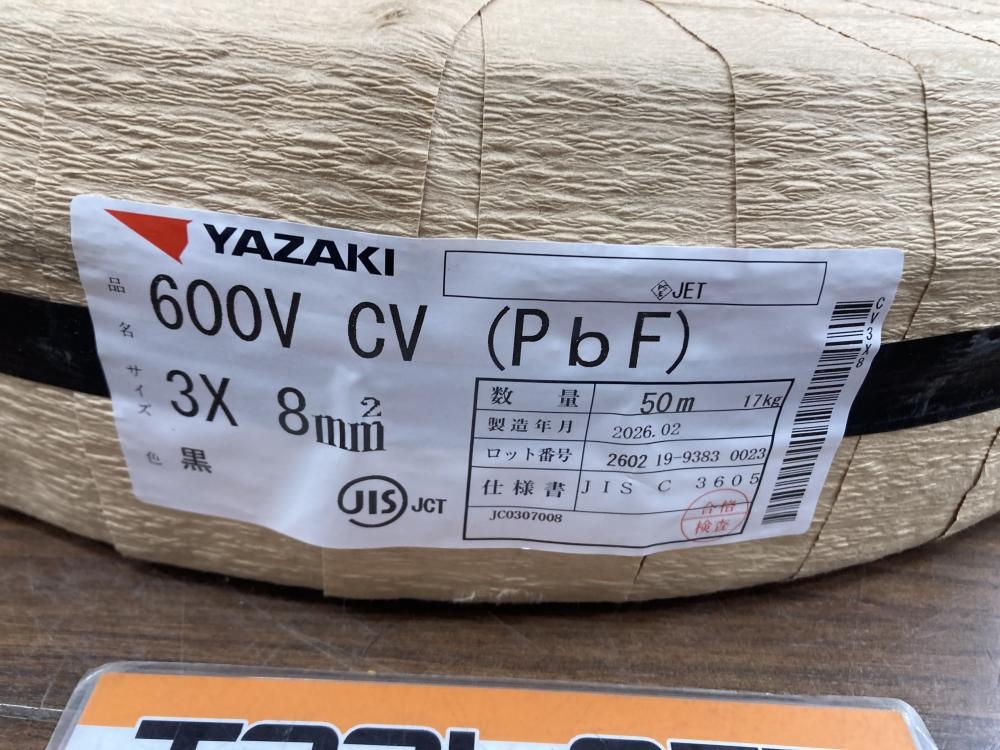 YAZAKI
PSE JET
品名 600V CV (PbF)
サイズ 3X 8mm²
色 黒
数量 50m 17kg
製造年月 2026.02
ロット番号 2602 19-9383 0023
仕様書 JIS C 3605
JC0307008
合格
検査
JIS JCT
CV3X8